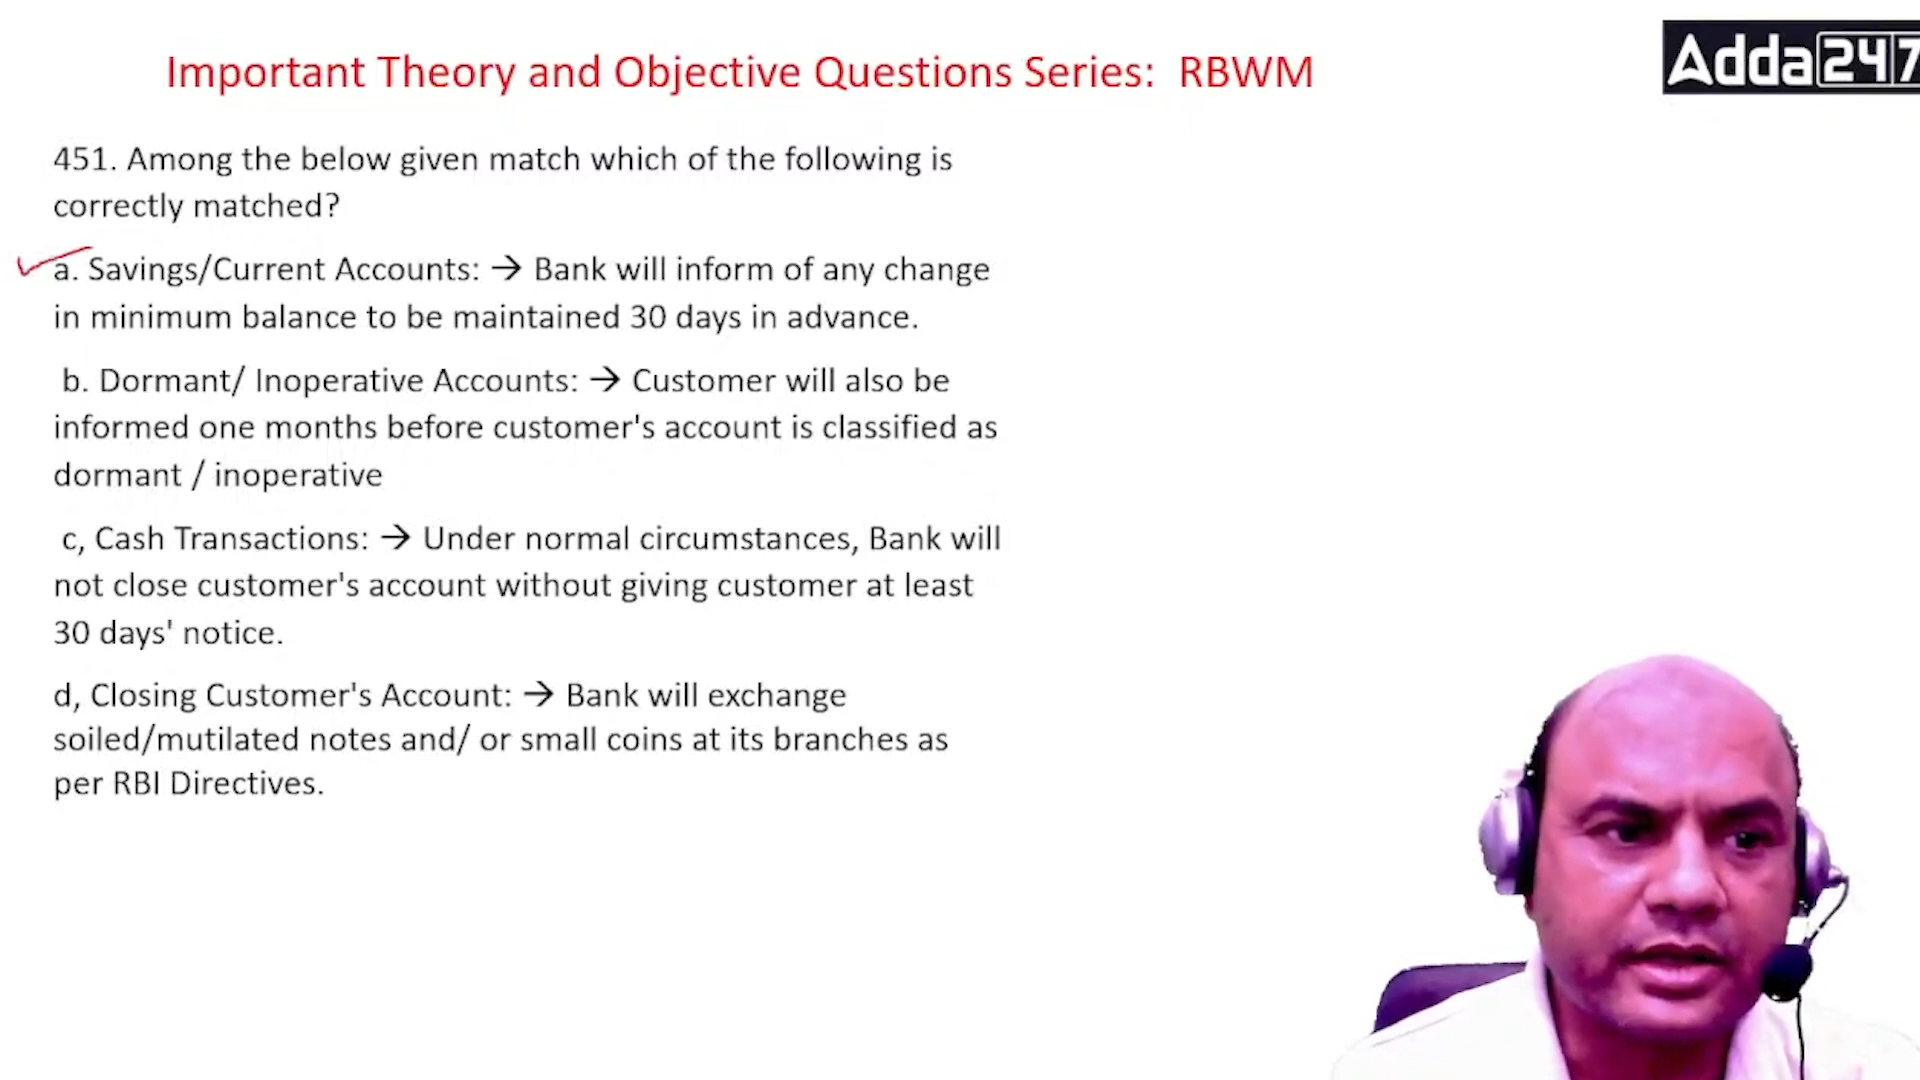 Important Theory and Objective Questions Series: RBWM
Adda247
451. Among the below given match which of the following is
correctly matched?
a. Savings/Current Accounts: → Bank will inform of any change
in minimum balance to be maintained 30 days in advance.
b. Dormant/ Inoperative Accounts: → Customer will also be
informed one months before customer's account is classified as
dormant / inoperative
c, Cash Transactions: → Under normal circumstances, Bank will
not close customer's account without giving customer at least
30 days' notice.
d, Closing Customer's Account: → Bank will exchange
soiled/mutilated notes and/ or small coins at its branches as
per RBI Directives.